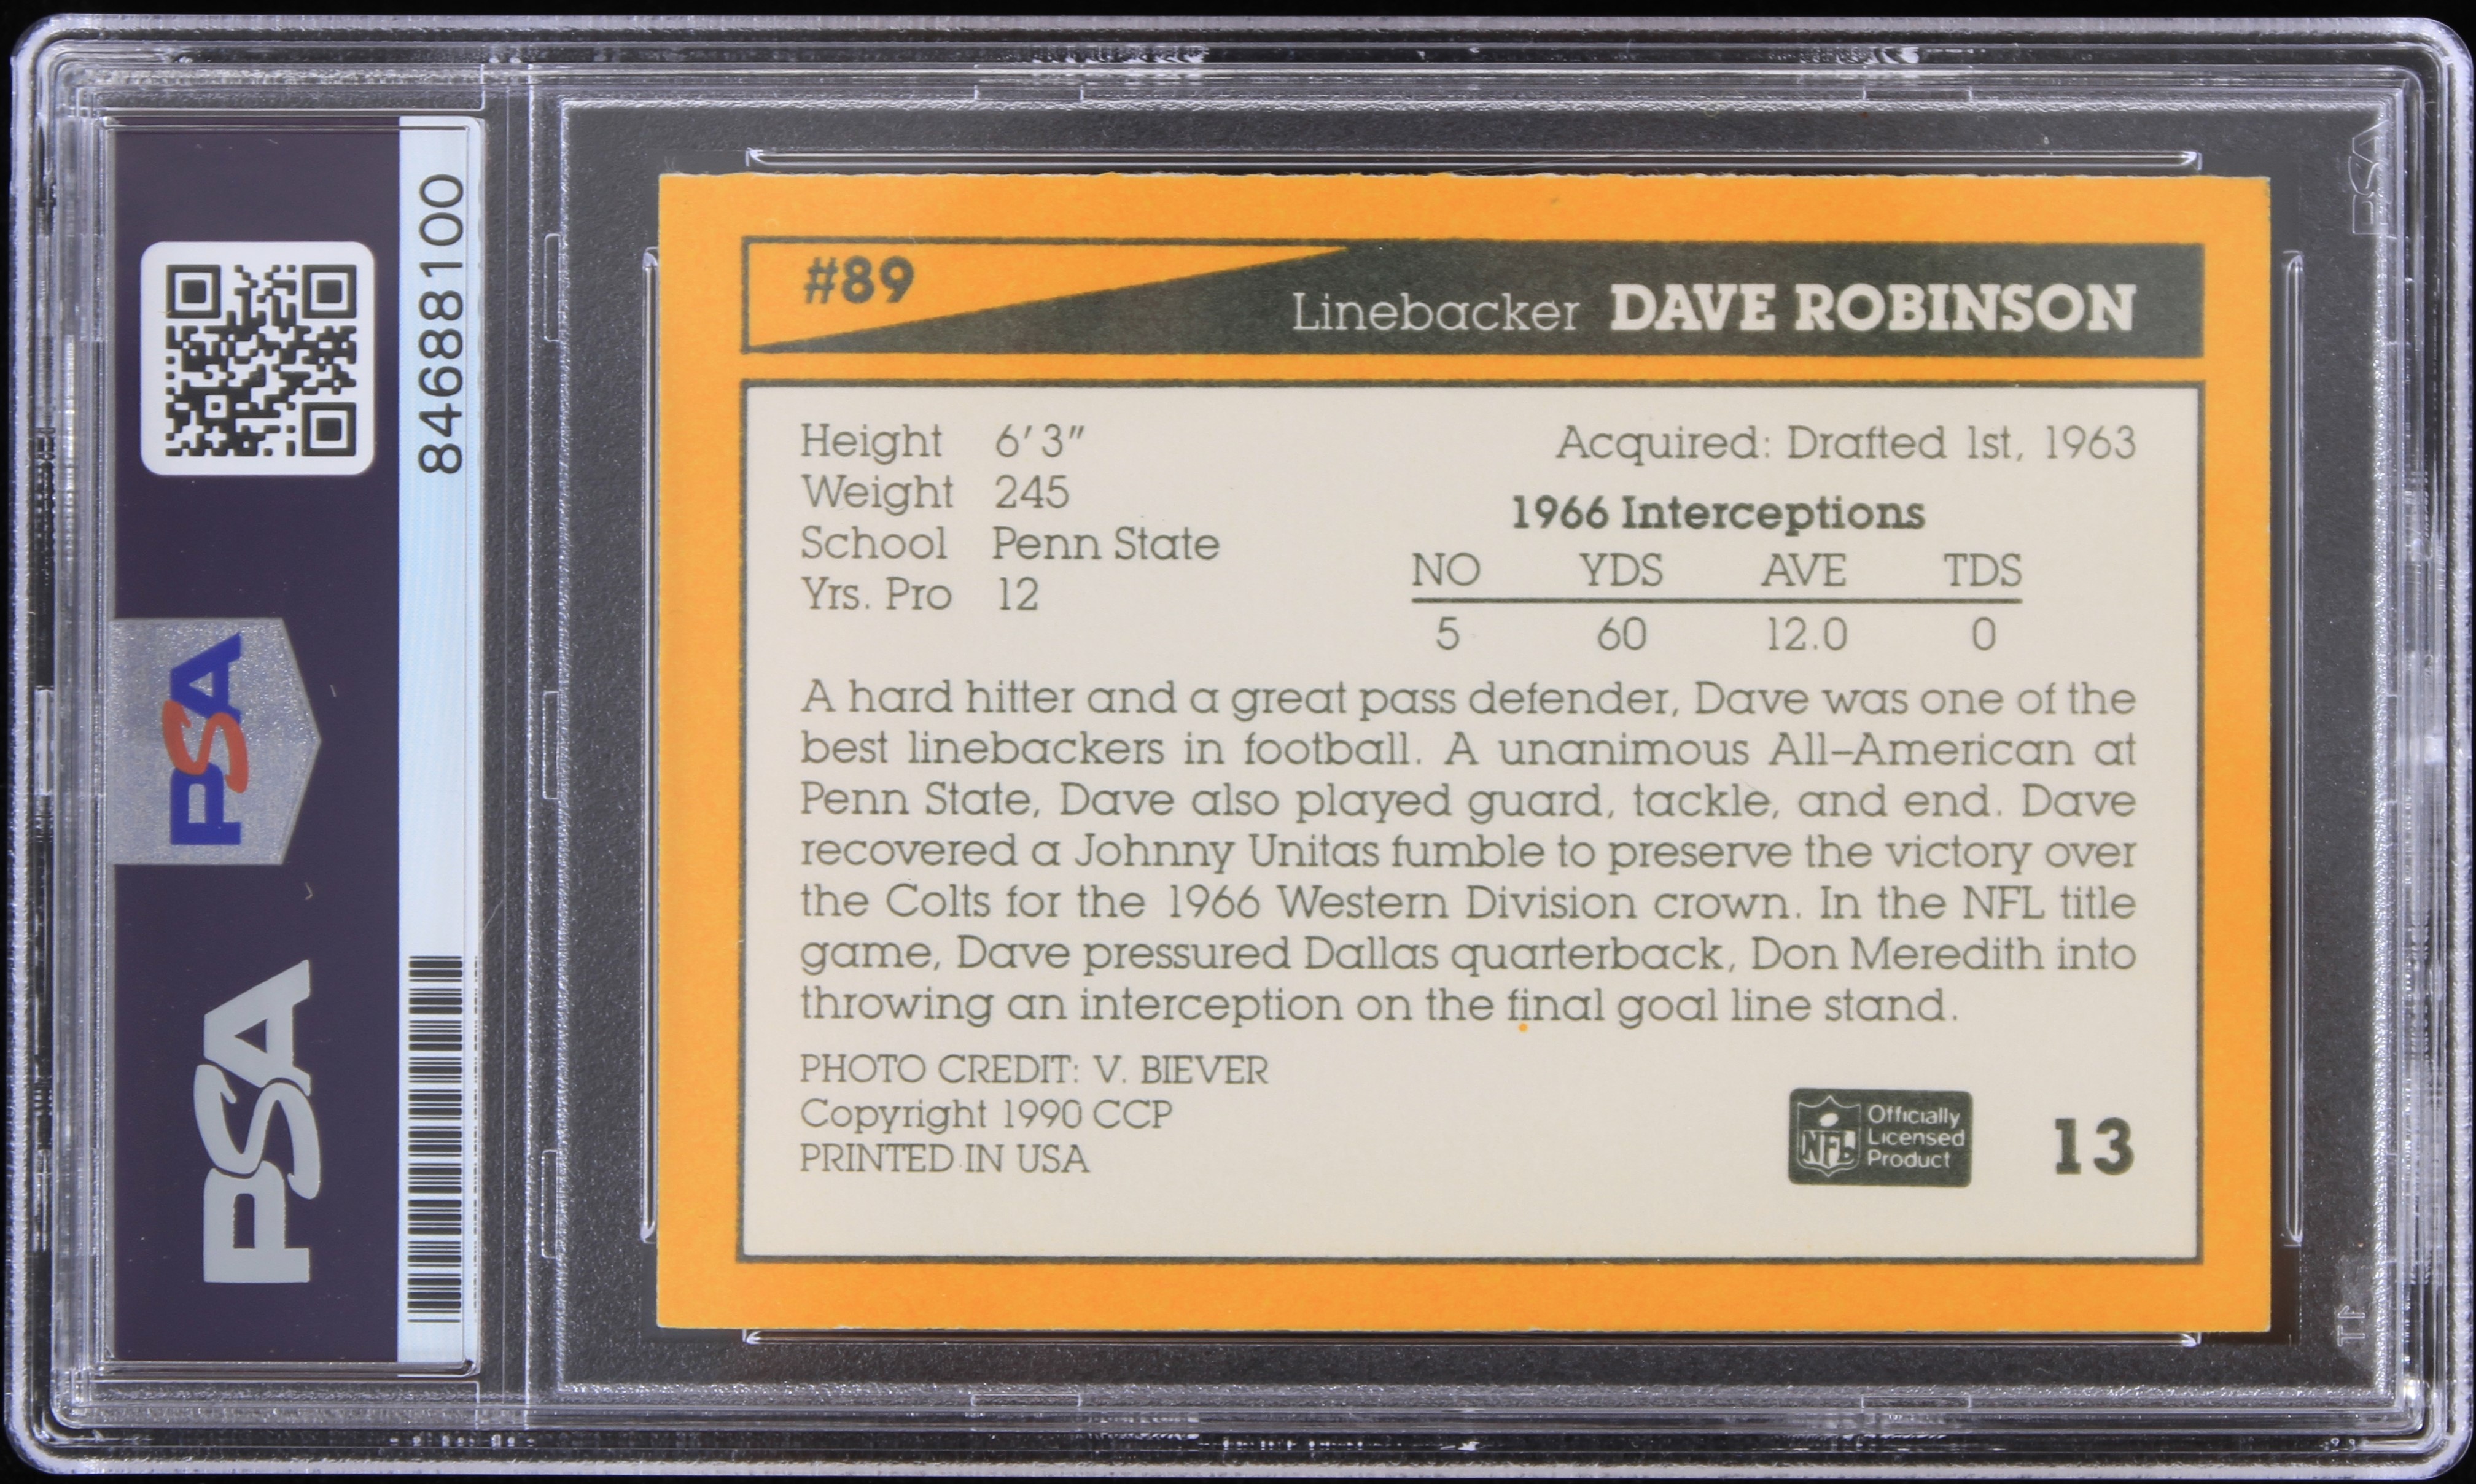 84688100
PSA
PSA
#89
Linebacker DAVE ROBINSON
Height 6'3"
Weight 245
School Penn State
Yrs. Pro 12
Acquired: Drafted 1st, 1963
1966 Interceptions
NO YDS AVE TDS
5 60 12.0 0
A hard hitter and a great pass defender, Dave was one of the
best linebackers in football. A unanimous All-American at
Penn State, Dave also played guard, tackle, and end. Dave
recovered a Johnny Unitas fumble to preserve the victory over
the Colts for the 1966 Western Division crown. In the NFL title
game, Dave pressured Dallas quarterback, Don Meredith into
throwing an interception on the final goal line stand.
PHOTO CREDIT: V. BIEVER
Copyright 1990 CCP
PRINTED IN USA
NFL
Officially
Licensed
Product
13
PSA